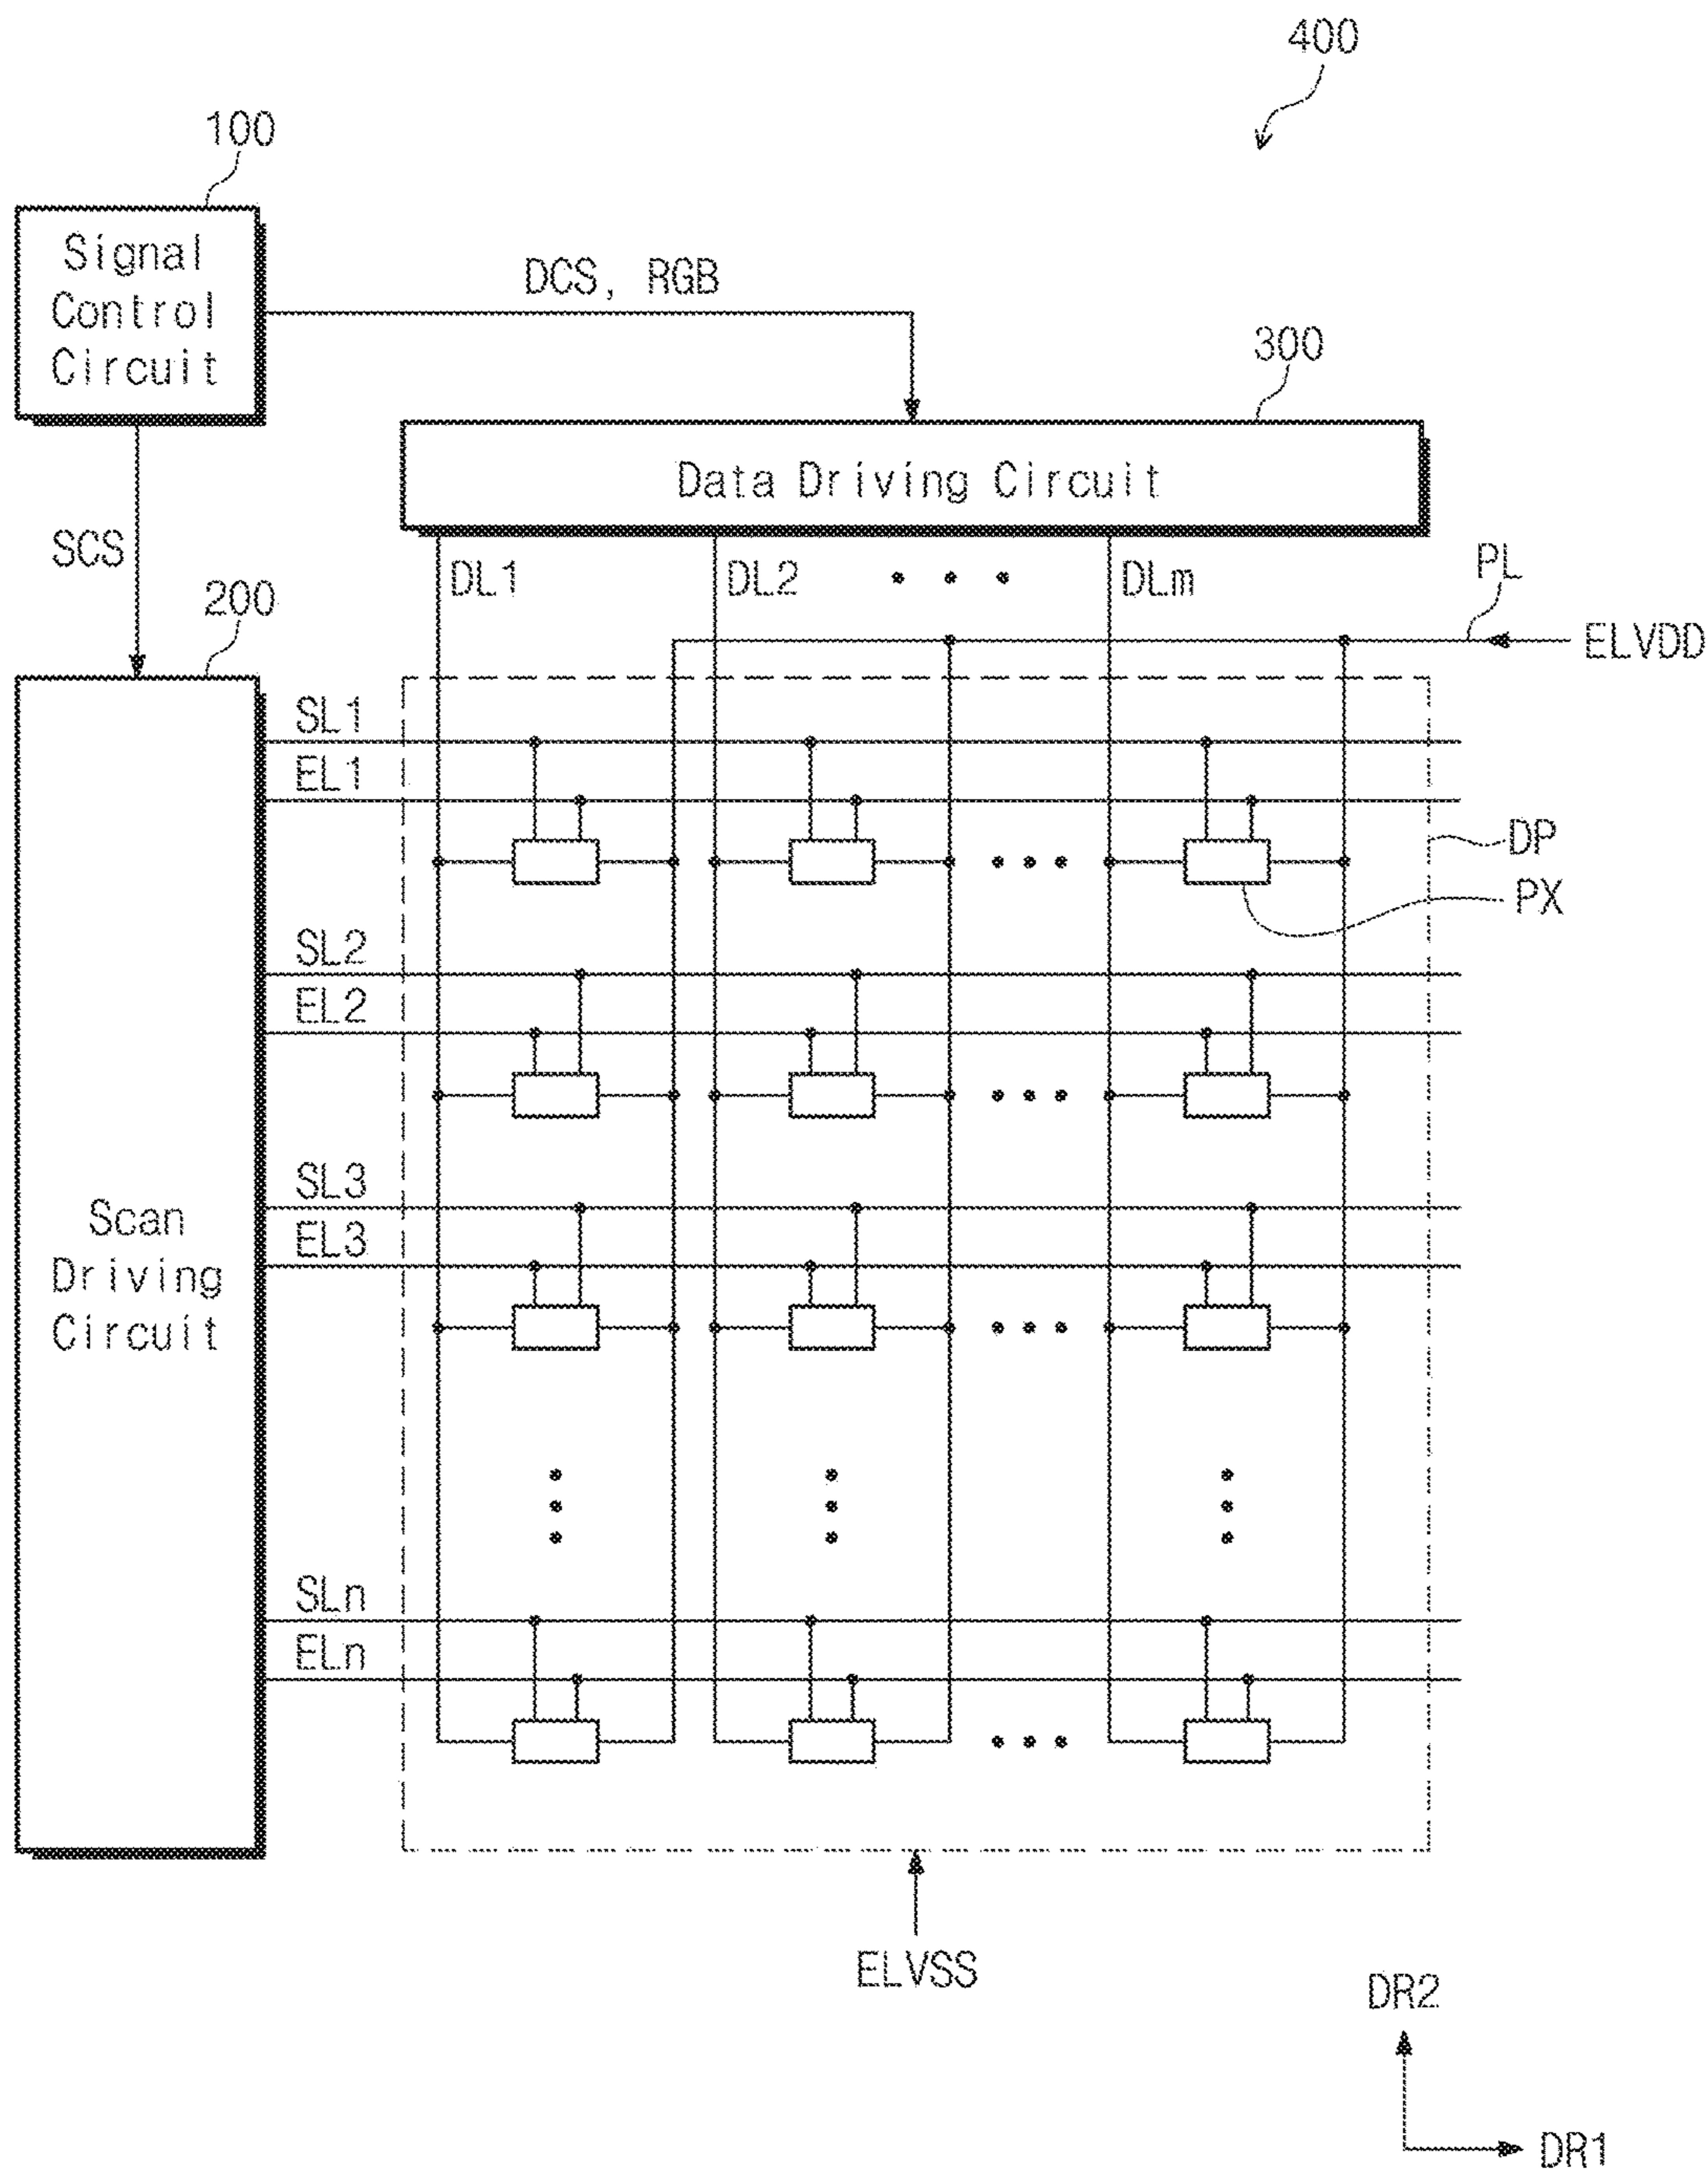 400
100
Signal
Control
Circuit
DCS, RGB
300
Data Driving Circuit
SCS
200
DL1
DL2
DLm
PL
ELVDD
SL1
EL1
DP
PX
SL2
EL2
SL3
EL3
Scan
Driving
Circuit
SLn
ELn
ELVSS
DR2
DR1